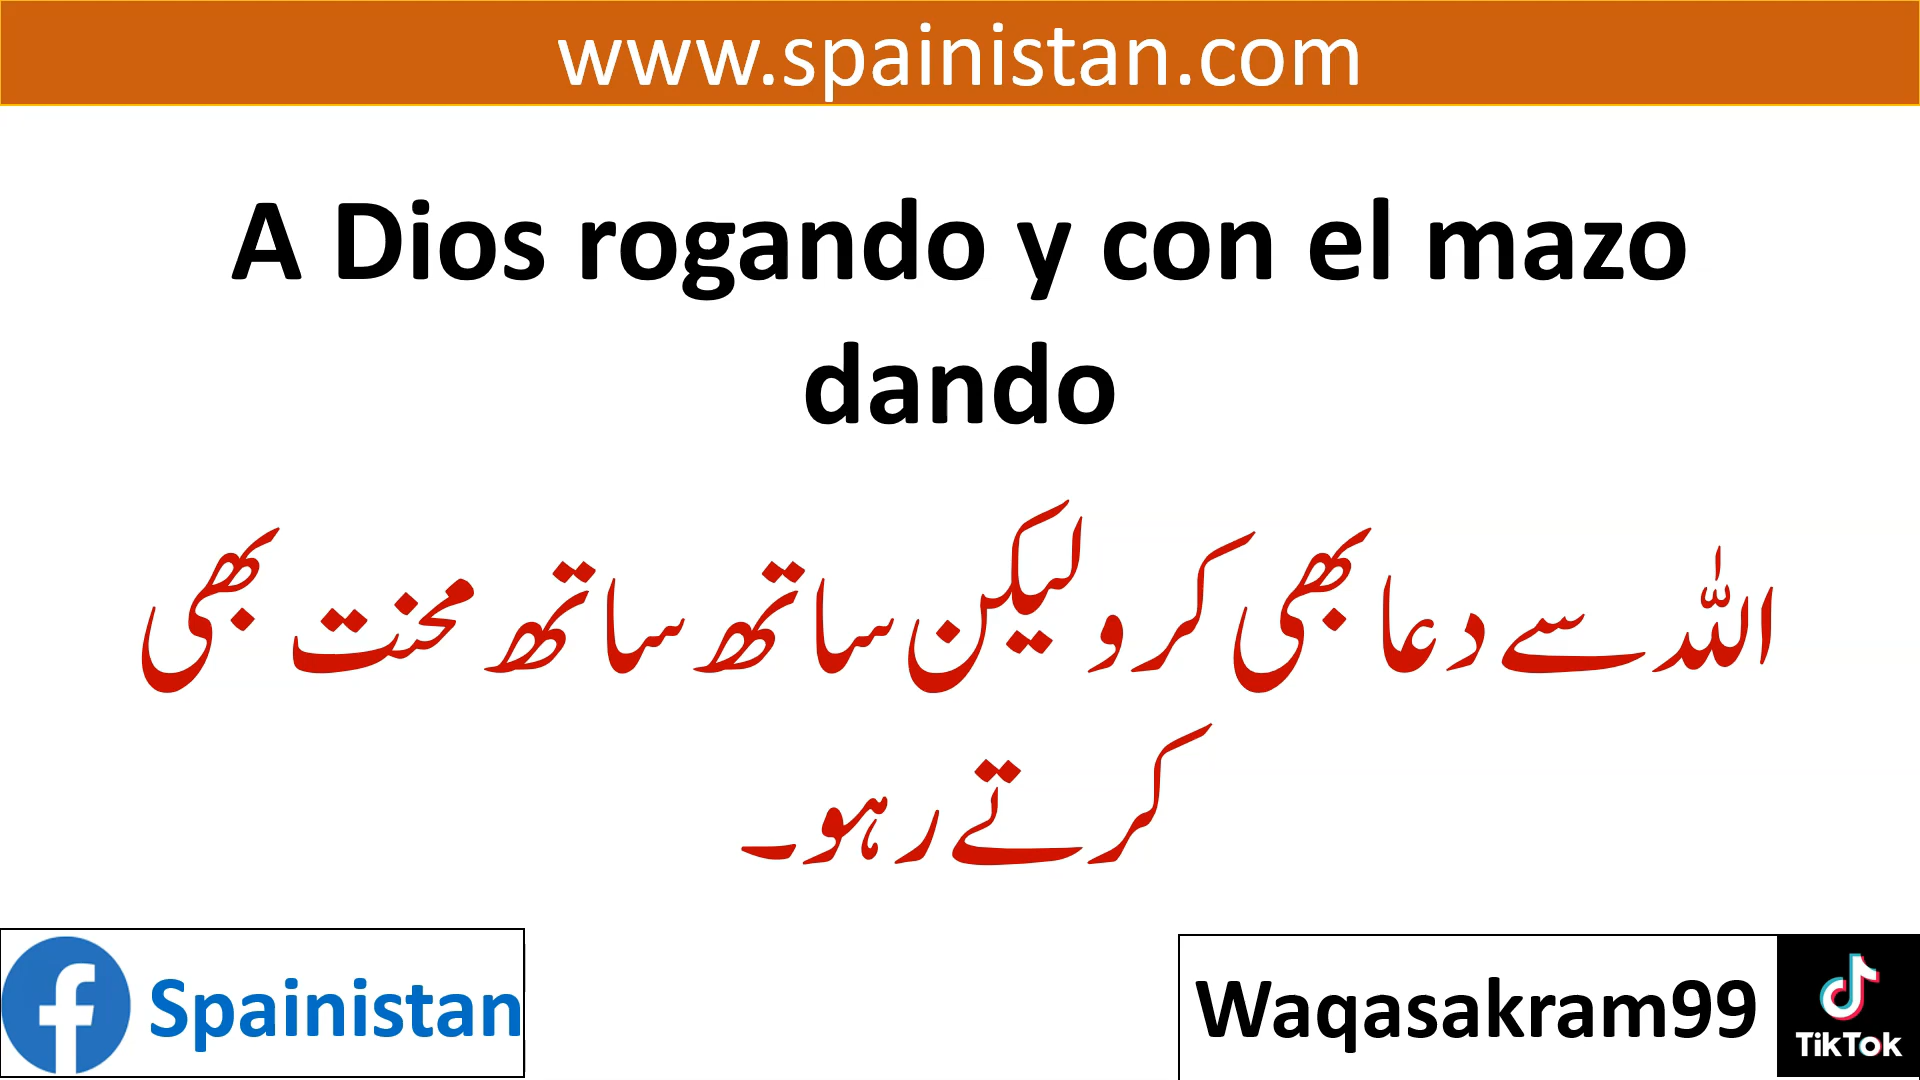 www.spainistan.com
A Dios rogando y con el mazo
dando
اللہ سے دعا بھی کرو لیکن ساتھ ساتھ محنت بھی
کرتے رہو۔
Spainistan
Waqasakram99
TikTok